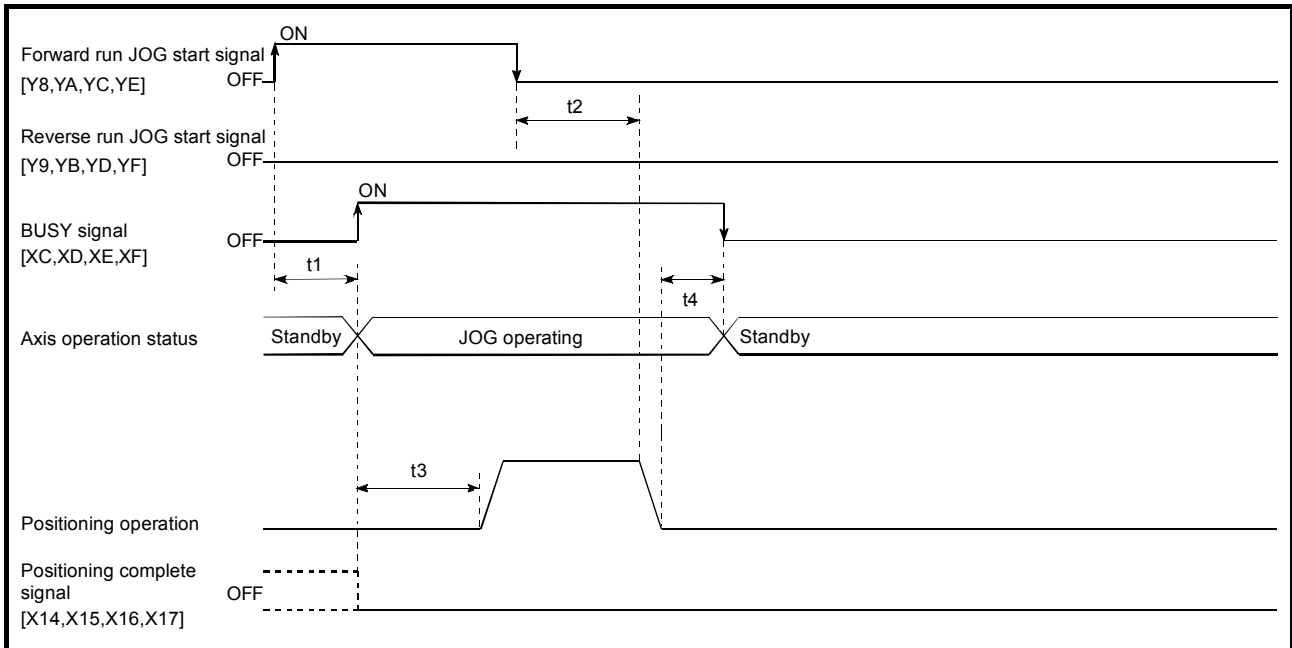 ON
Forward run JOG start signal
[Y8,YA,YC,YE]
OFF
t2
Reverse run JOG start signal
[Y9,YB,YD,YF]
OFF
ON
BUSY signal
[XC,XD,XE,XF]
OFF
t1
t4
Axis operation status
Standby
JOG operating
Standby
t3
Positioning operation
Positioning complete
signal
[X14,X15,X16,X17]
OFF